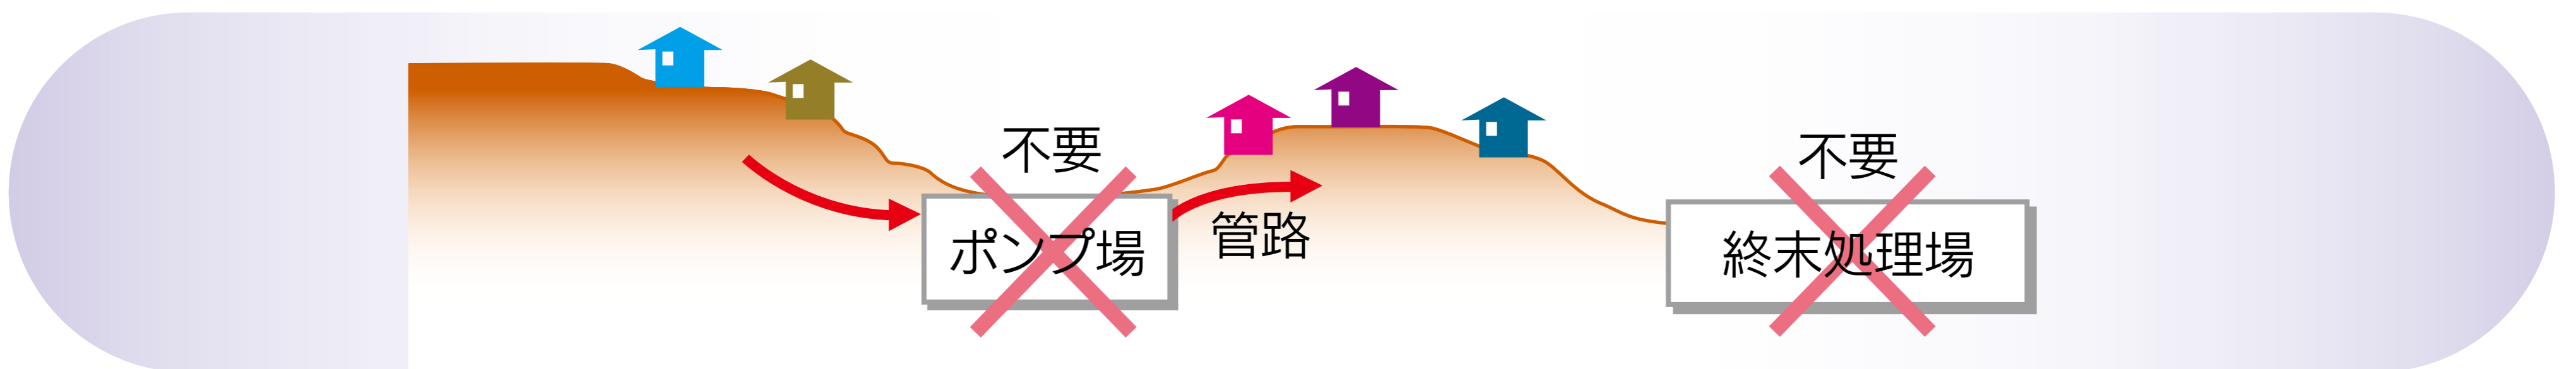 不要
ポンプ場
管路
不要
終末処理場